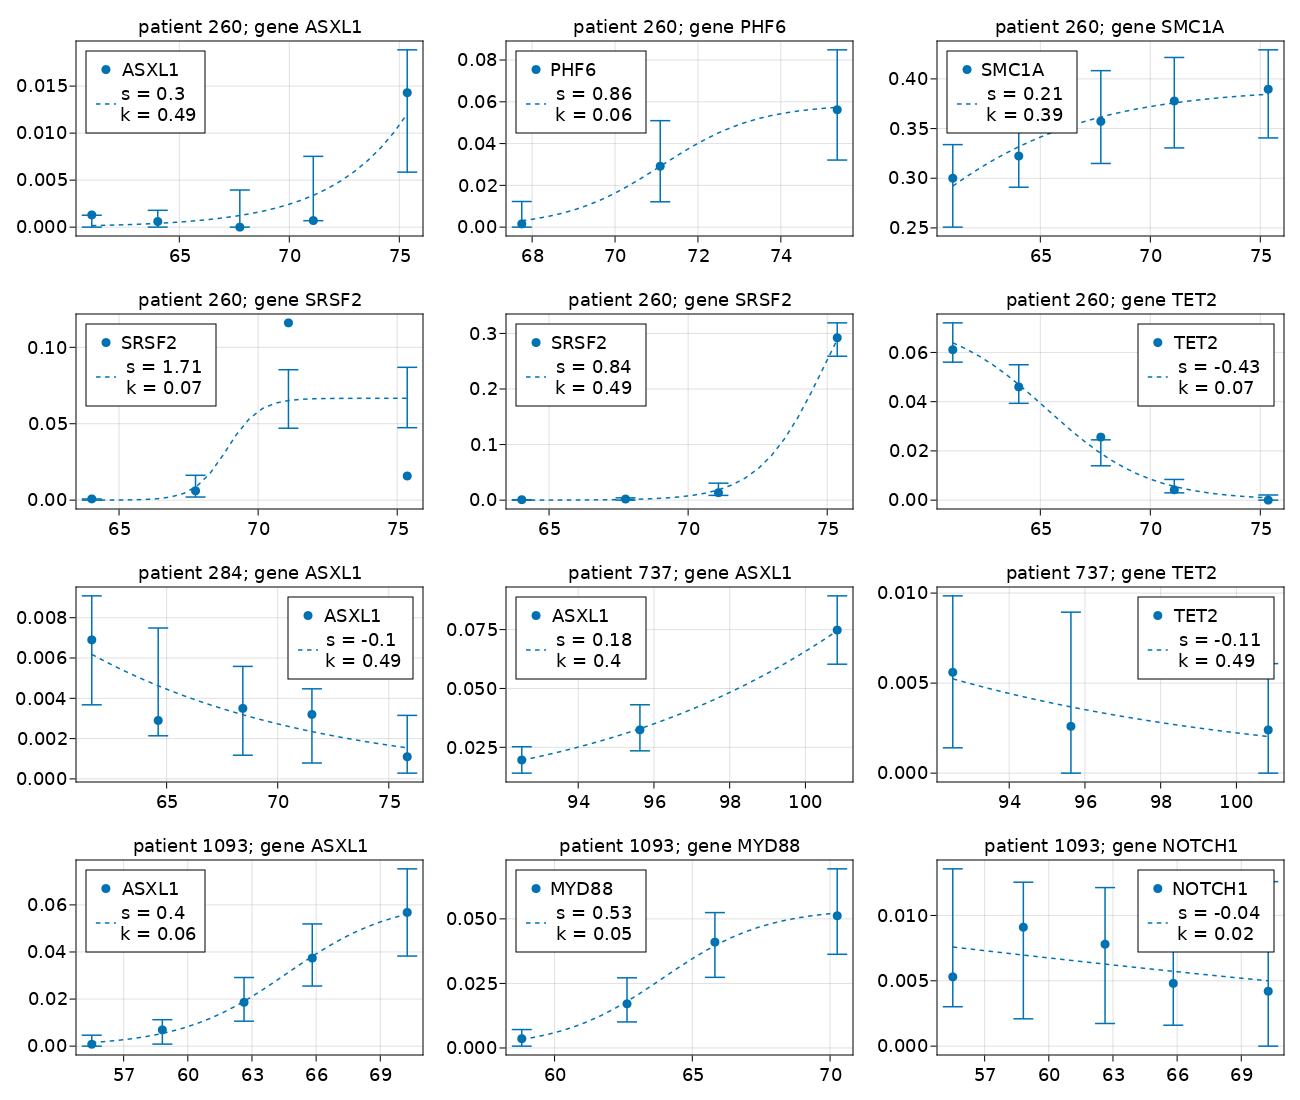 patient 260; gene ASXL1
ASXL1
s = 0.3
k = 0.49
0.015
0.010
0.005
0.000
65
70
75
patient 260; gene PHF6
PHF6
s = 0.86
k = 0.06
0.08
0.06
0.04
0.02
0.00
68
70
72
74
patient 260; gene SMC1A
SMC1A
s = 0.21
k = 0.39
0.40
0.35
0.30
0.25
65
70
75
patient 260; gene SRSF2
SRSF2
s = 1.71
k = 0.07
0.10
0.05
0.00
65
70
75
patient 260; gene SRSF2
SRSF2
s = 0.84
k = 0.49
0.3
0.2
0.1
0.0
65
70
75
patient 260; gene TET2
TET2
s = -0.43
k = 0.07
0.06
0.04
0.02
0.00
65
70
75
patient 284; gene ASXL1
ASXL1
s = -0.1
k = 0.49
0.008
0.006
0.004
0.002
0.000
65
70
75
patient 737; gene ASXL1
ASXL1
s = 0.18
k = 0.4
0.075
0.050
0.025
94
96
98
100
patient 737; gene TET2
TET2
s = -0.11
k = 0.49
0.010
0.005
0.000
94
96
98
100
patient 1093; gene ASXL1
ASXL1
s = 0.4
k = 0.06
0.06
0.04
0.02
0.00
57
60
63
66
69
patient 1093; gene MYD88
MYD88
s = 0.53
k = 0.05
0.050
0.025
0.000
60
65
70
patient 1093; gene NOTCH1
NOTCH1
s = -0.04
k = 0.02
0.010
0.005
0.000
57
60
63
66
69